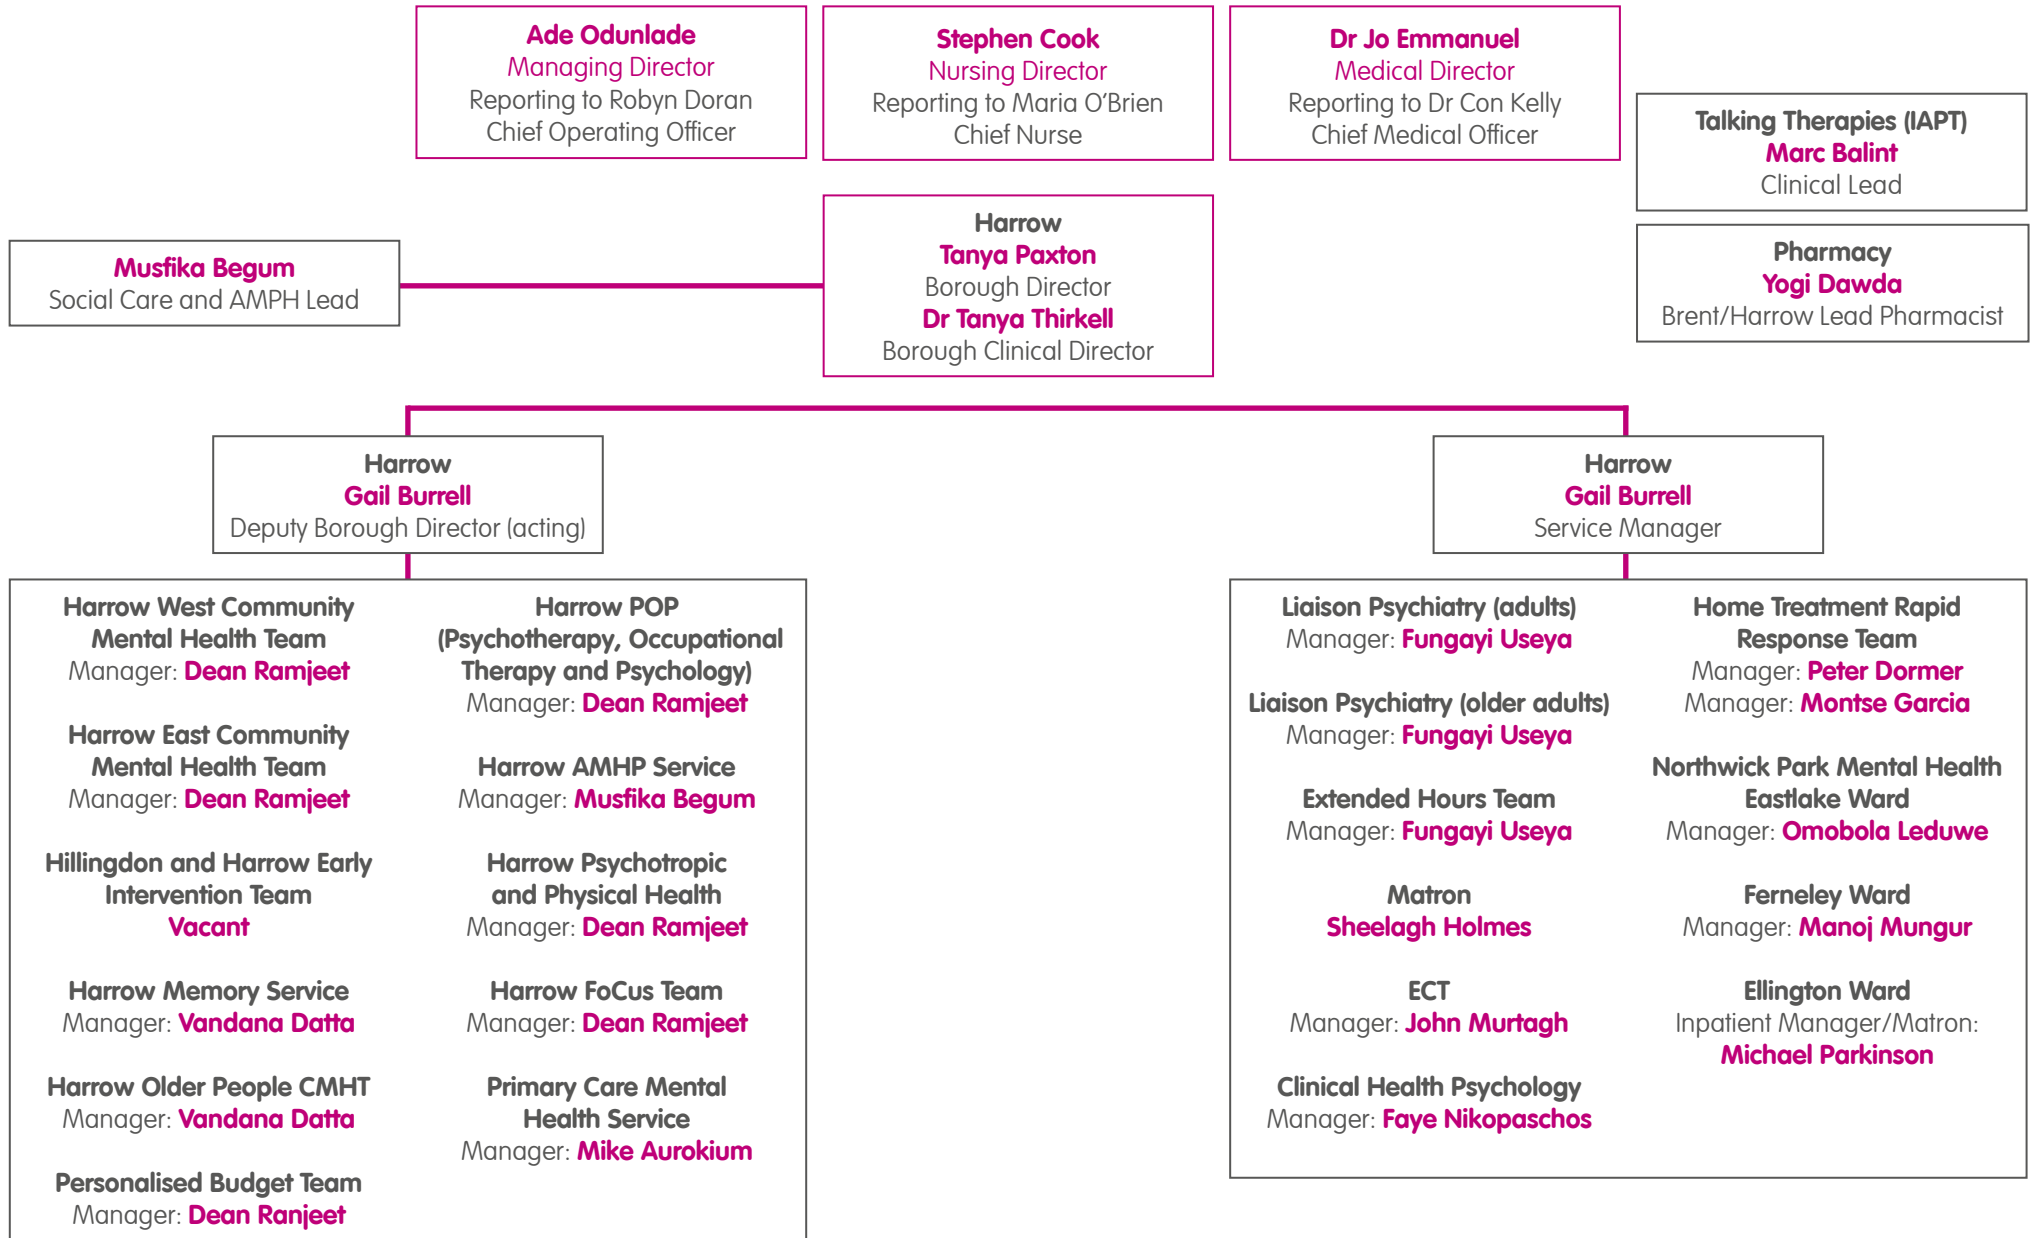 Ade Odunlade
Managing Director
Reporting to Robyn Doran
Chief Operating Officer
Stephen Cook
Nursing Director
Reporting to Maria O’Brien
Chief Nurse
Dr Jo Emmanuel
Medical Director
Reporting to Dr Con Kelly
Chief Medical Officer
Talking Therapies (IAPT)
Marc Balint
Clinical Lead
Pharmacy
Yogi Dawda
Brent/Harrow Lead Pharmacist
Musfika Begum
Social Care and AMPH Lead
Harrow
Tanya Paxton
Borough Director
Dr Tanya Thirkell
Borough Clinical Director
Harrow
Gail Burrell
Deputy Borough Director (acting)
Harrow
Gail Burrell
Service Manager
Harrow West Community
Mental Health Team
Manager: Dean Ramjeet
Harrow East Community
Mental Health Team
Manager: Dean Ramjeet
Hillingdon and Harrow Early
Intervention Team
Vacant
Harrow Memory Service
Manager: Vandana Datta
Harrow Older People CMHT
Manager: Vandana Datta
Personalised Budget Team
Manager: Dean Ranjeet
Harrow POP
(Psychotherapy, Occupational
Therapy and Psychology)
Manager: Dean Ramjeet
Harrow AMHP Service
Manager: Musfika Begum
Harrow Psychotropic
and Physical Health
Manager: Dean Ramjeet
Harrow FoCus Team
Manager: Dean Ramjeet
Primary Care Mental
Health Service
Manager: Mike Aurokium
Liaison Psychiatry (adults)
Manager: Fungayi Useya
Liaison Psychiatry (older adults)
Manager: Fungayi Useya
Extended Hours Team
Manager: Fungayi Useya
Matron
Sheelagh Holmes
ECT
Manager: John Murtagh
Clinical Health Psychology
Manager: Faye Nikopaschos
Home Treatment Rapid
Response Team
Manager: Peter Dormer
Manager: Montse Garcia
Northwick Park Mental Health
Eastlake Ward
Manager: Omobola Leduwe
Ferneley Ward
Manager: Manoj Mungur
Ellington Ward
Inpatient Manager/Matron:
Michael Parkinson